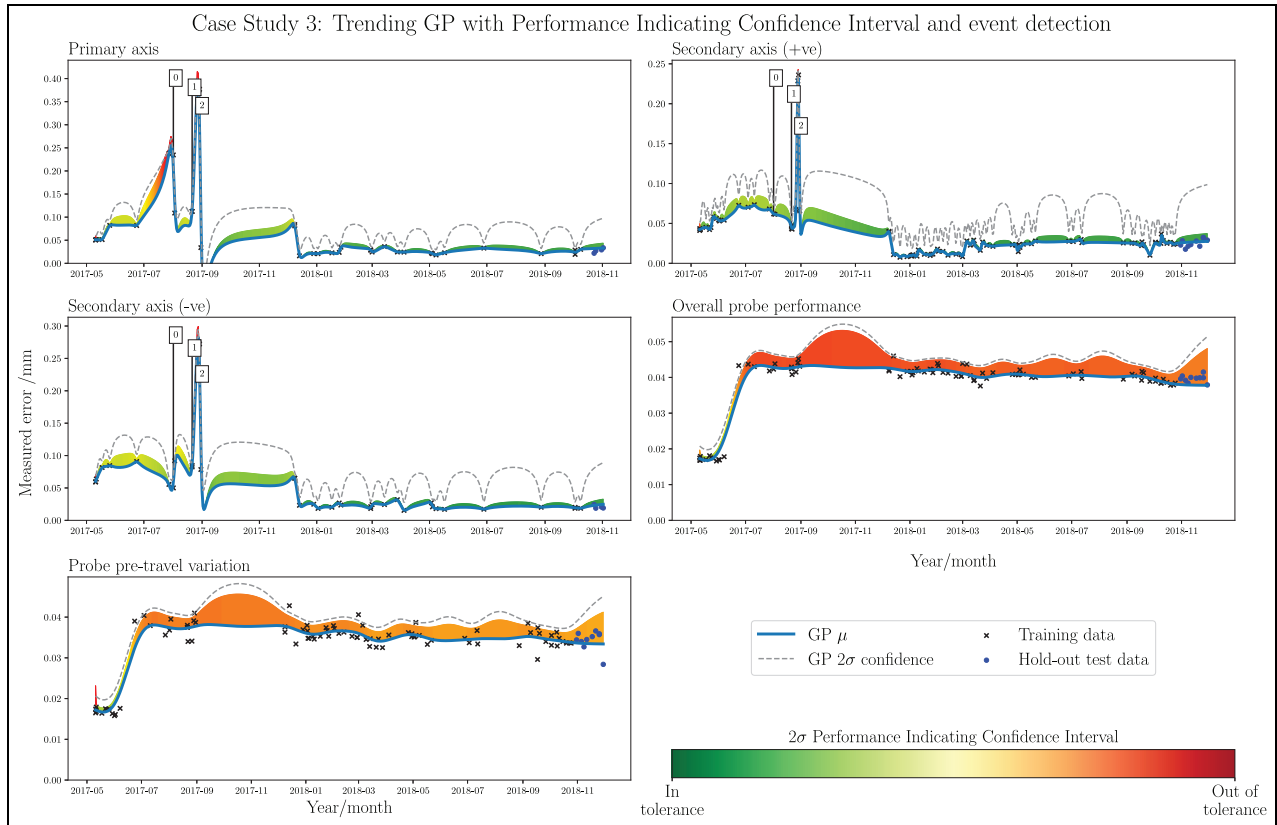 Case Study 3: Trending GP with Performance Indicating Confidence Interval and event detection
Primary axis
0.40
0.35
0.30
0.25
0.20
0.15
0.10
0.05
0.00
0
1
2
2017-05 2017-07 2017-09 2017-11 2018-01 2018-03 2018-05 2018-07 2018-09 2018-11
Secondary axis (+ve)
0.25
0.20
0.15
0.10
0.05
0.00
0
1
2
2017-05 2017-07 2017-09 2017-11 2018-01 2018-03 2018-05 2018-07 2018-09 2018-11
Measured error /mm
Secondary axis (-ve)
0.30
0.25
0.20
0.15
0.10
0.05
0.00
0
1
2
2017-05 2017-07 2017-09 2017-11 2018-01 2018-03 2018-05 2018-07 2018-09 2018-11
Overall probe performance
0.05
0.04
0.03
0.02
0.01
0.00
2017-05 2017-07 2017-09 2017-11 2018-01 2018-03 2018-05 2018-07 2018-09 2018-11
Year/month
Probe pre-travel variation
0.04
0.03
0.02
0.01
0.00
2017-05 2017-07 2017-09 2017-11 2018-01 2018-03 2018-05 2018-07 2018-09 2018-11
Year/month
GP μ
GP 2σ confidence
Training data
Hold-out test data
2σ Performance Indicating Confidence Interval
In
tolerance
Out of
tolerance